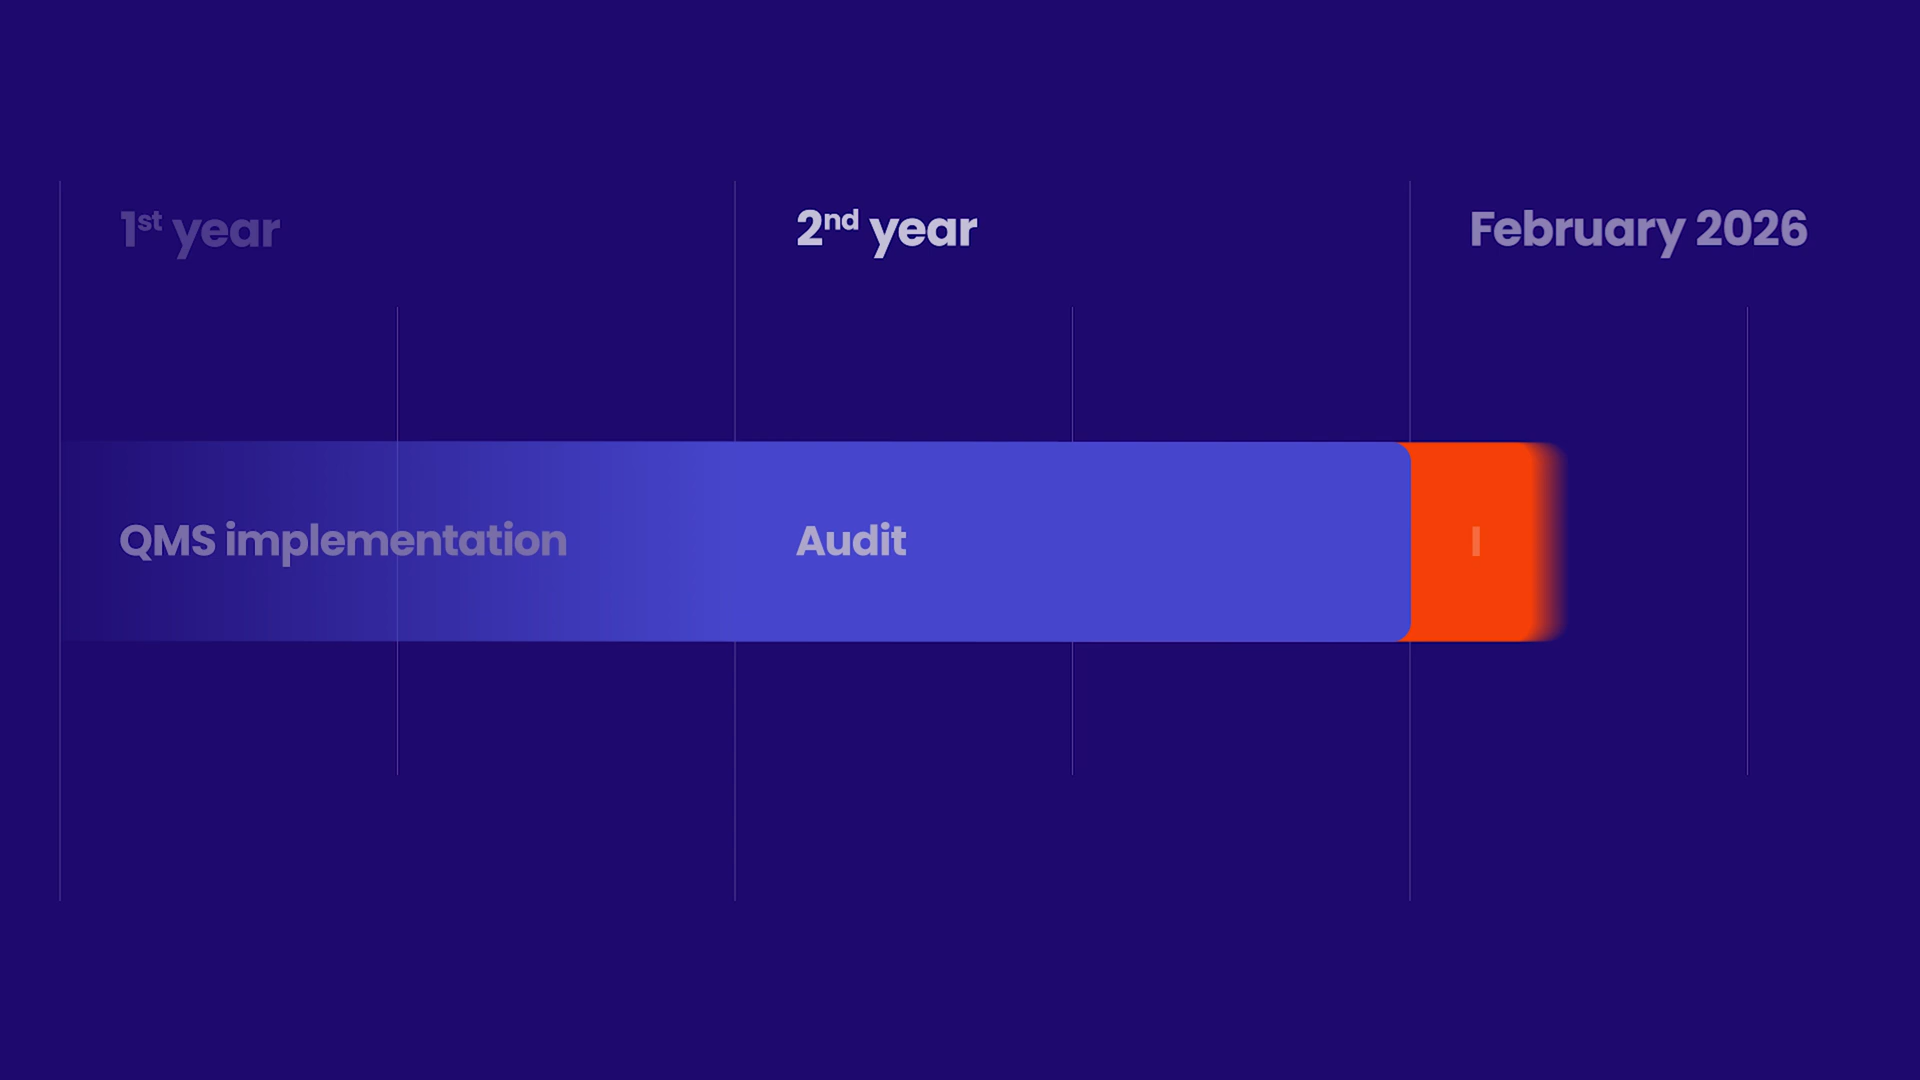 1st year
2nd year
February 2026
QMS implementation
Audit
I